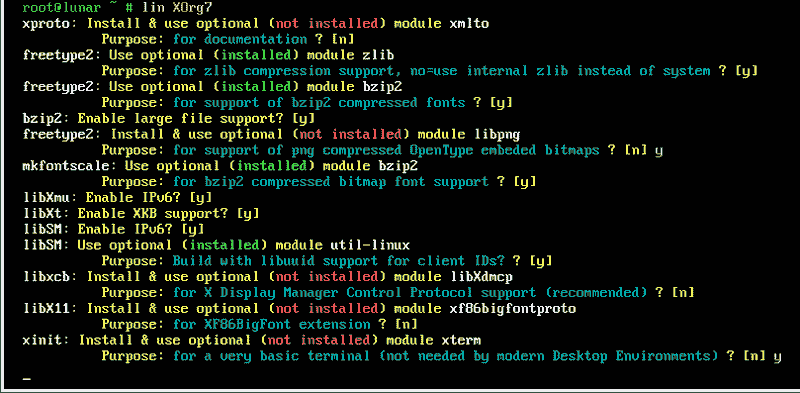 root@lunar ~ # lin XOrg7
xproto: Install & use optional (not installed) module xmlto
Purpose: for documentation ? [n]
freetype2: Use optional (installed) module zlib
Purpose: for zlib compression support, no=use internal zlib instead of system ? [y]
freetype2: Use optional (installed) module bzip2
Purpose: for support of bzip2 compressed fonts ? [y]
bzip2: Enable large file support? [y]
freetype2: Install & use optional (not installed) module libpng
Purpose: for support of png compressed OpenType embeded bitmaps ? [n] y
mkfontscale: Use optional (installed) module bzip2
Purpose: for bzip2 compressed bitmap font support ? [y]
libXmu: Enable IPv6? [y]
libXt: Enable XKB support? [y]
libSM: Enable IPv6? [y]
libSM: Use optional (installed) module util-linux
Purpose: Build with libuuid support for client IDs? ? [y]
libxcb: Install & use optional (not installed) module libXdmcp
Purpose: for X Display Manager Control Protocol support (recommended) ? [n]
libX11: Install & use optional (not installed) module xf86bigfontproto
Purpose: for XF86BigFont extension ? [n]
xinit: Install & use optional (not installed) module xterm
Purpose: for a very basic terminal (not needed by modern Desktop Environments) ? [n] y